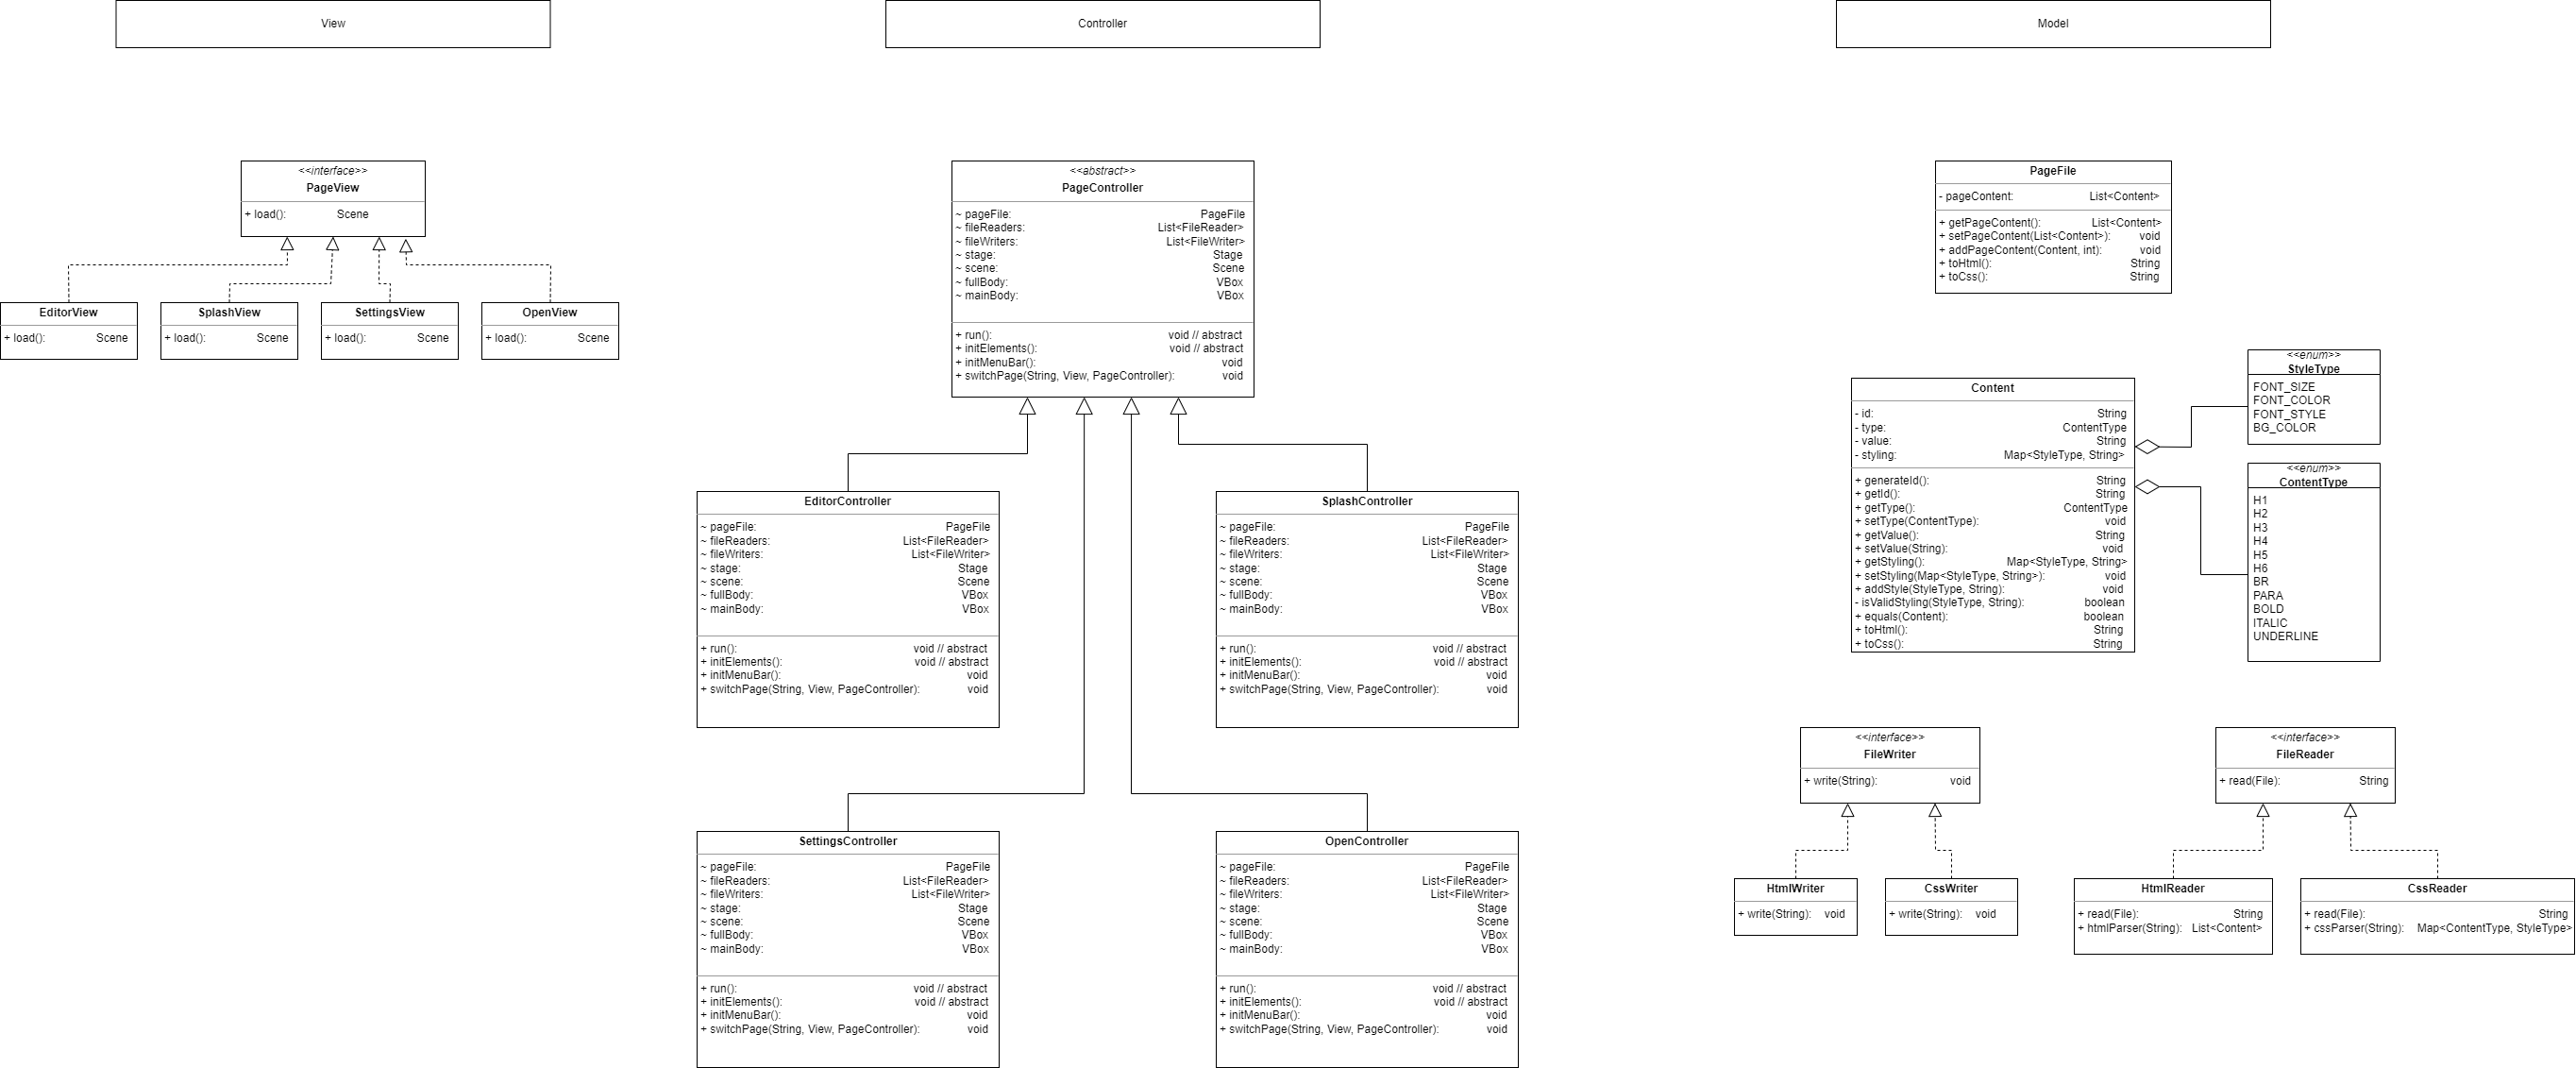 View
Controller
Model
<<interface>>
PageView
+ load(): Scene
EditorView
+ load(): Scene
SplashView
+ load(): Scene
SettingsView
+ load(): Scene
OpenView
+ load(): Scene
<<abstract>>
PageController
~ pageFile: PageFile
~ fileReaders: List<FileReader>
~ fileWriters: List<FileWriter>
~ stage: Stage
~ scene: Scene
~ fullBody: VBox
~ mainBody: VBox
+ run(): void // abstract
+ initElements(): void // abstract
+ initMenuBar(): void
+ switchPage(String, View, PageController): void
EditorController
~ pageFile: PageFile
~ fileReaders: List<FileReader>
~ fileWriters: List<FileWriter>
~ stage: Stage
~ scene: Scene
~ fullBody: VBox
~ mainBody: VBox
+ run(): void // abstract
+ initElements(): void // abstract
+ initMenuBar(): void
+ switchPage(String, View, PageController): void
SplashController
~ pageFile: PageFile
~ fileReaders: List<FileReader>
~ fileWriters: List<FileWriter>
~ stage: Stage
~ scene: Scene
~ fullBody: VBox
~ mainBody: VBox
+ run(): void // abstract
+ initElements(): void // abstract
+ initMenuBar(): void
+ switchPage(String, View, PageController): void
SettingsController
~ pageFile: PageFile
~ fileReaders: List<FileReader>
~ fileWriters: List<FileWriter>
~ stage: Stage
~ scene: Scene
~ fullBody: VBox
~ mainBody: VBox
+ run(): void // abstract
+ initElements(): void // abstract
+ initMenuBar(): void
+ switchPage(String, View, PageController): void
OpenController
~ pageFile: PageFile
~ fileReaders: List<FileReader>
~ fileWriters: List<FileWriter>
~ stage: Stage
~ scene: Scene
~ fullBody: VBox
~ mainBody: VBox
+ run(): void // abstract
+ initElements(): void // abstract
+ initMenuBar(): void
+ switchPage(String, View, PageController): void
PageFile
- pageContent: List<Content>
+ getPageContent(): List<Content>
+ setPageContent(List<Content>): void
+ addPageContent(Content, int): void
+ toHtml(): String
+ toCss(): String
Content
- id: String
- type: ContentType
- value: String
- styling: Map<StyleType, String>
+ generateId(): String
+ getId(): String
+ getType(): ContentType
+ setType(ContentType): void
+ getValue(): String
+ setValue(String): void
+ getStyling(): Map<StyleType, String>
+ setStyling(Map<StyleType, String>): void
+ addStyle(StyleType, String): void
- isValidStyling(StyleType, String): boolean
+ equals(Content): boolean
+ toHtml(): String
+ toCss(): String
<<enum>>
StyleType
FONT_SIZE
FONT_COLOR
FONT_STYLE
BG_COLOR
<<enum>>
ContentType
H1
H2
H3
H4
H5
H6
BR
PARA
BOLD
ITALIC
UNDERLINE
<<interface>>
FileWriter
+ write(String): void
<<interface>>
FileReader
+ read(File): String
HtmlWriter
+ write(String): void
CssWriter
+ write(String): void
HtmlReader
+ read(File): String
+ htmlParser(String): List<Content>
CssReader
+ read(File): String
+ cssParser(String): Map<ContentType, StyleType>